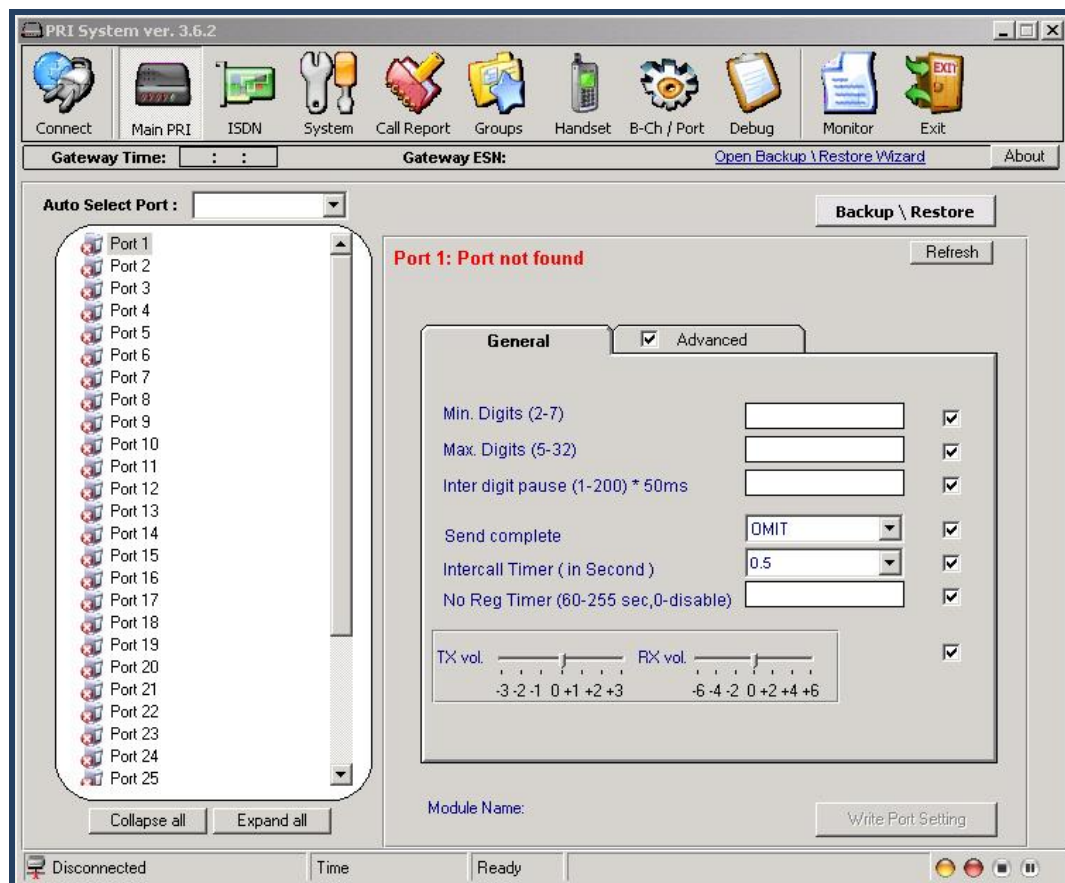 PRI System ver. 3.6.2
Connect Main PRI ISDN System Call Report Groups Handset B-Ch / Port Debug Monitor EXIT Exit
Gateway Time: : : Gateway ESN: Open Backup \ Restore Wizard About
Auto Select Port :
Backup \ Restore
Port 1
Port 2
Port 3
Port 4
Port 5
Port 6
Port 7
Port 8
Port 9
Port 10
Port 11
Port 12
Port 13
Port 14
Port 15
Port 16
Port 17
Port 18
Port 19
Port 20
Port 21
Port 22
Port 23
Port 24
Port 25
Collapse all Expand all
Port 1: Port not found
Refresh
General Advanced
Min. Digits (2-7)
Max. Digits (5-32)
Inter digit pause (1-200) * 50ms
Send complete OMIT
Intercall Timer ( in Second ) 0.5
No Reg Timer (60-255 sec,0-disable)
TX vol. RX vol.
-3 -2 -1 0 +1 +2 +3 -6 -4 -2 0 +2 +4 +6
Module Name:
Write Port Setting
Disconnected Time Ready